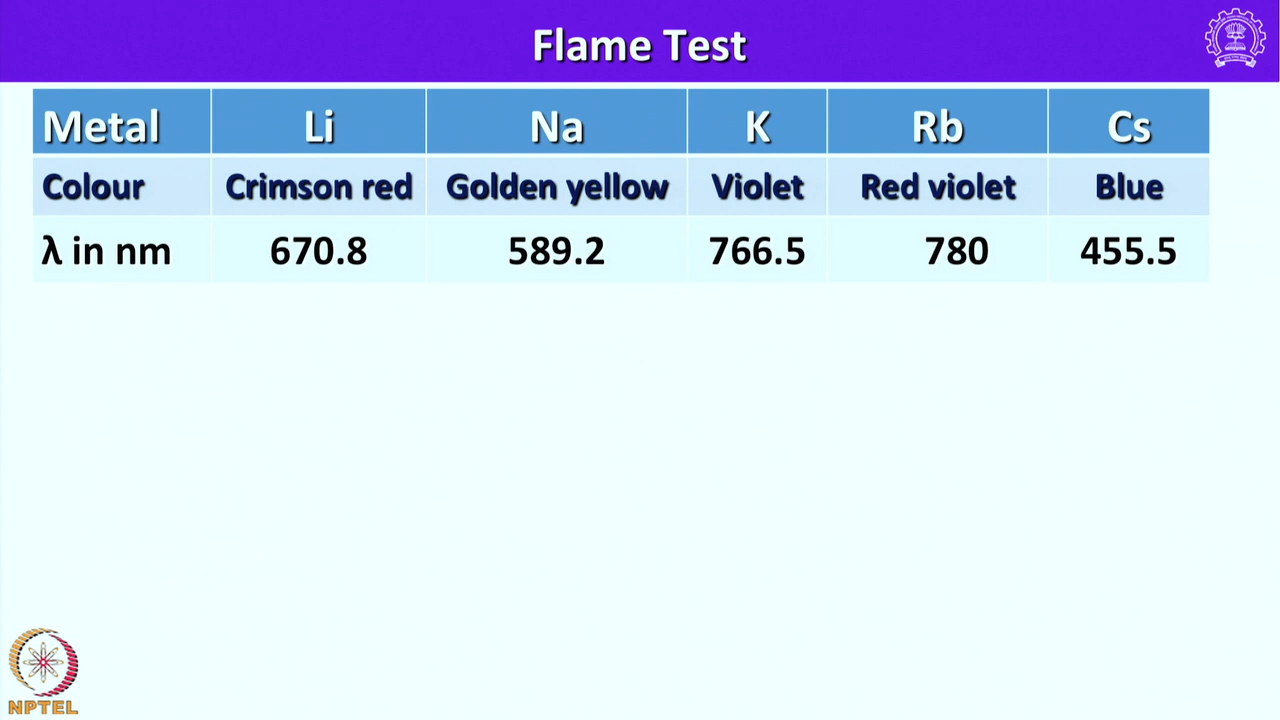 Flame Test
Metal Li Na K Rb Cs
Colour Crimson red Golden yellow Violet Red violet Blue
λ in nm 670.8 589.2 766.5 780 455.5
NPTEL